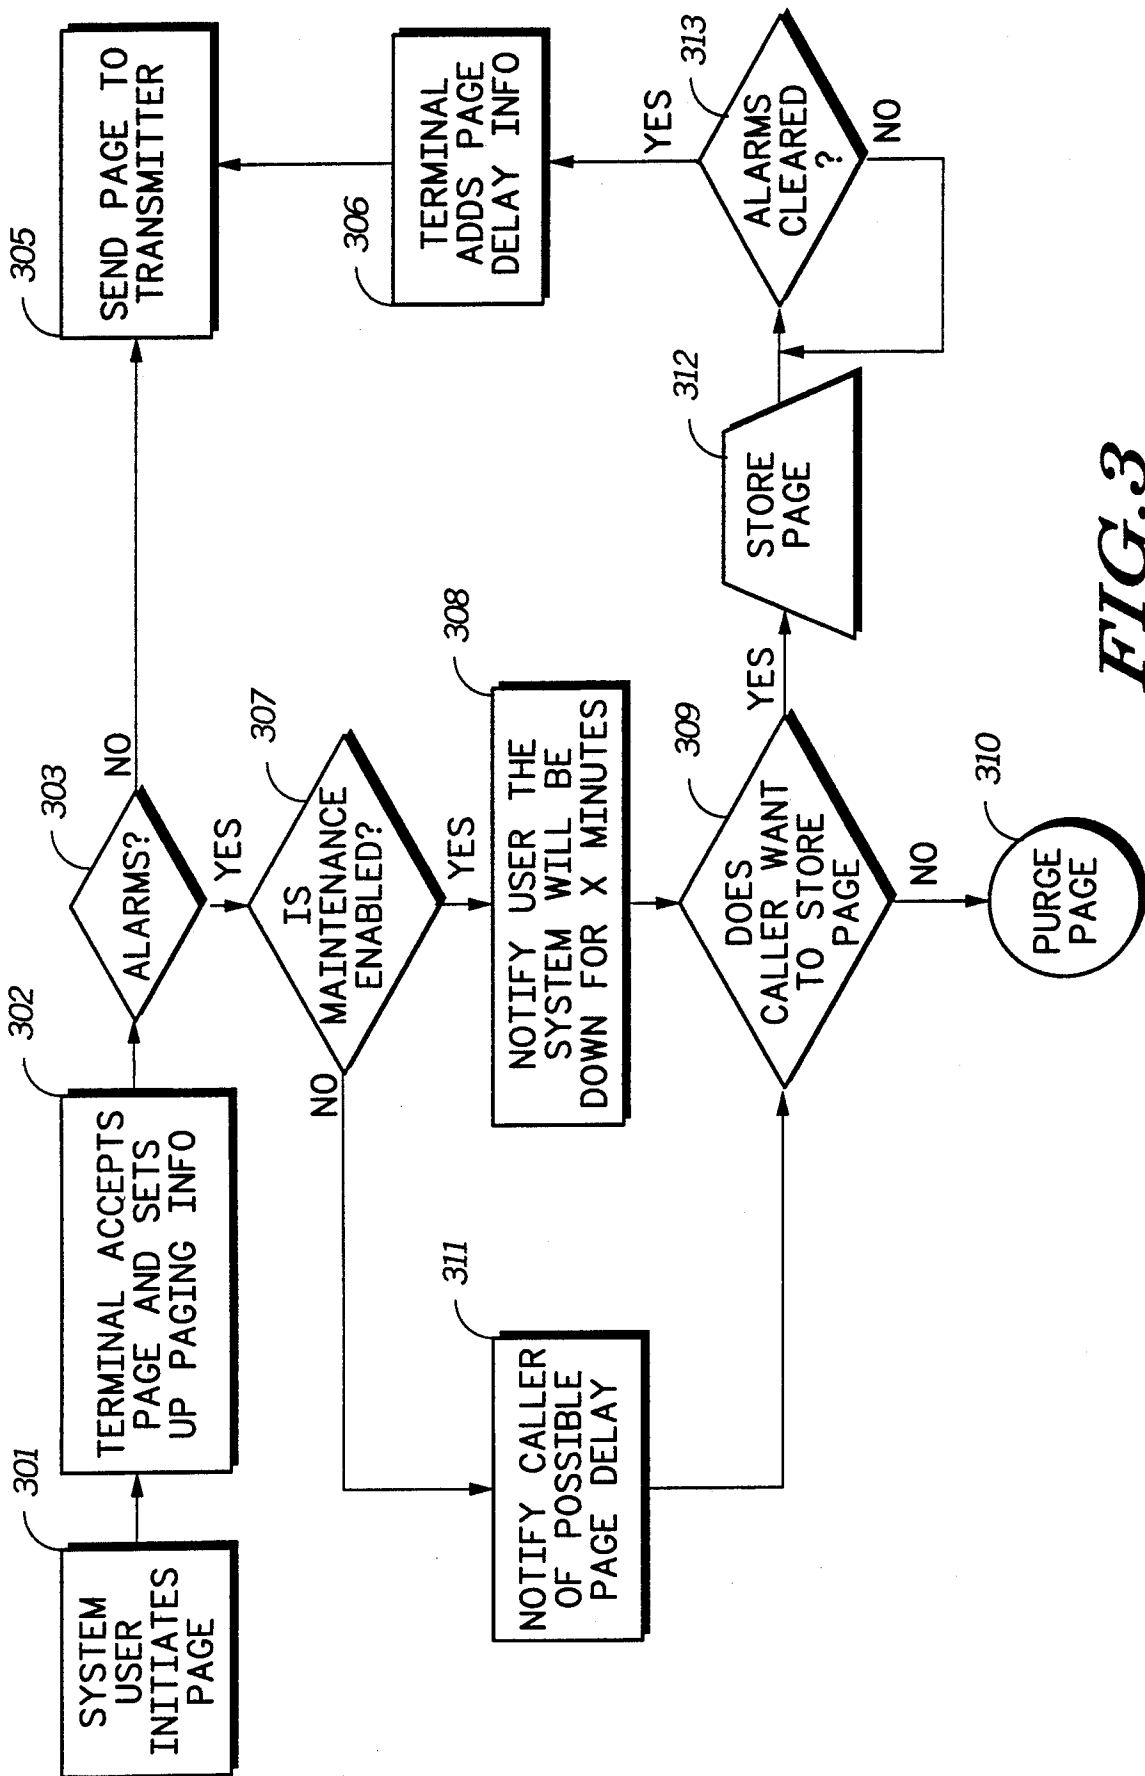 301
SYSTEM
USER
INITIATES
PAGE
302
TERMINAL ACCEPTS
PAGE AND SETS
UP PAGING INFO
303
ALARMS?
NO
YES
305
SEND PAGE TO
TRANSMITTER
306
TERMINAL
ADDS PAGE
DELAY INFO
307
IS
MAINTENANCE
ENABLED?
NO
YES
308
NOTIFY USER THE
SYSTEM WILL BE
DOWN FOR X MINUTES
311
NOTIFY CALLER
OF POSSIBLE
PAGE DELAY
309
DOES
CALLER WANT
TO STORE
PAGE
YES
NO
310
PURGE
PAGE
312
STORE
PAGE
313
ALARMS
CLEARED
?
YES
NO
FIG.3